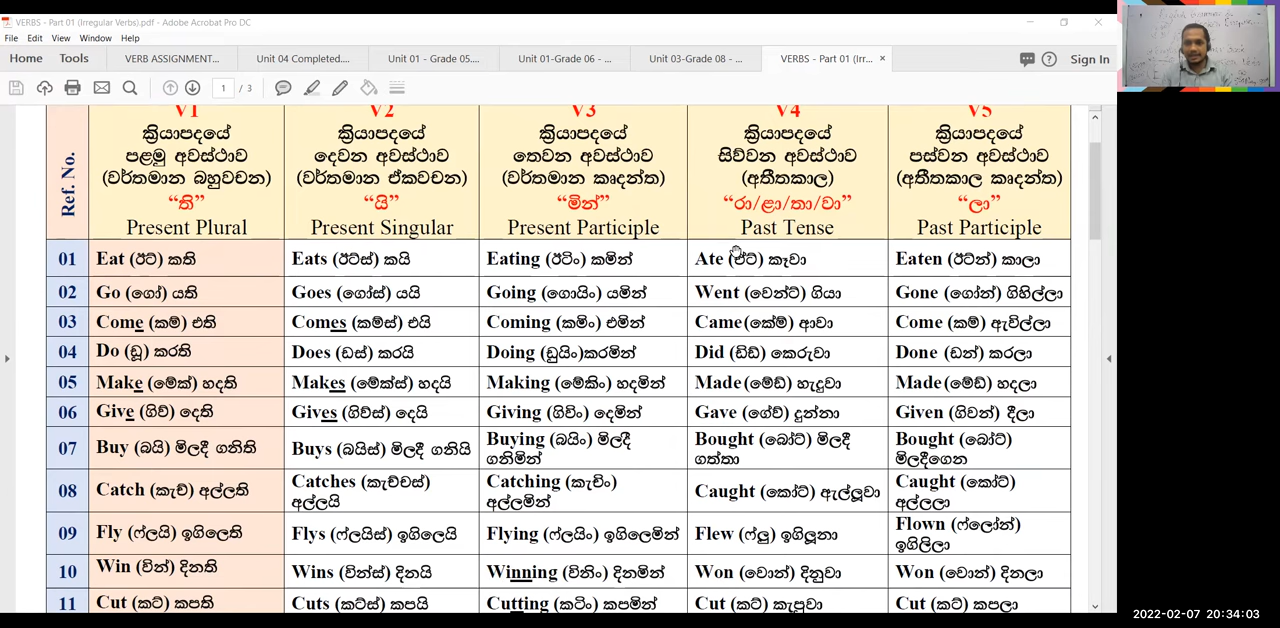 VERBS - Part 01 (Irregular Verbs).pdf - Adobe Acrobat Pro DC
File Edit View Window Help
Home Tools VERB ASSIGNMENT... Unit 04 Completed.... Unit 01 - Grade 05.... Unit 01-Grade 06 - ... Unit 03-Grade 08 - ... VERBS - Part 01 (Irr... × Sign In
1 / 3
Ref. No. V1 V2 V3 V4 V5
ක්‍රියාපදයේ ක්‍රියාපදයේ ක්‍රියාපදයේ ක්‍රියාපදයේ ක්‍රියාපදයේ
පළමු අවස්ථාව දෙවන අවස්ථාව තෙවන අවස්ථාව සිව්වන අවස්ථාව පස්වන අවස්ථාව
(වර්තමාන බහුවචන) (වර්තමාන ඒකවචන) (වර්තමාන කෘදන්ත) (අතීතකාල) (අතීතකාල කෘදන්ත)
“ති” “යි” “මින්” “රා/ළා/තා/වා” “ලා”
Present Plural Present Singular Present Participle Past Tense Past Participle
01 Eat (ඊට්) කති Eats (ඊට්ස්) කයි Eating (ඊටිං) කමින් Ate (ඒට්) කෑවා Eaten (ඊට්න්) කාලා
02 Go (ගෝ) යති Goes (ගෝස්) යයි Going (ගොයිං) යමින් Went (වෙන්ට්) ගියා Gone (ගෝන්) ගිහිල්ලා
03 Come (කම්) එති Comes (කම්ස්) එයි Coming (කමිං) එමින් Came (කේම්) ආවා Come (කම්) ඇවිල්ලා
04 Do (ඩූ) කරති Does (ඩස්) කරයි Doing (ඩුයිං)කරමින් Did (ඩිඩ්) කෙරුවා Done (ඩන්) කරලා
05 Make (මේක්) හදති Makes (මේක්ස්) හදයි Making (මේකිං) හදමින් Made (මේඩ්) හැදුවා Made (මේඩ්) හදලා
06 Give (ගිව්) දෙති Gives (ගිව්ස්) දෙයි Giving (ගිවිං) දෙමින් Gave (ගේව්) දුන්නා Given (ගිවන්) දීලා
07 Buy (බයි) මිලදී ගනිති Buys (බයිස්) මිලදී ගනියි Buying (බයිං) මිලදී Bought (බෝට්) මිලදී Bought (බෝට්)
ගනිමින් ගත්තා මිලදීගෙන
08 Catch (කැච්) අල්ලති Catches (කැච්චස්) Catching (කැචිං) Caught (කෝට්) ඇල්ලුවා Caught (කෝට්)
අල්ලයි අල්ලමින් අල්ලලා
09 Fly (ෆ්ලයි) ඉගිලෙති Flys (ෆ්ලයිස්) ඉගිලෙයි Flying (ෆ්ලයිං) ඉගිලෙමින් Flew (ෆ්ලු) ඉගිලුනා Flown (ෆ්ලෝන්)
ඉගිලිලා
10 Win (වින්) දිනති Wins (වින්ස්) දිනයි Winning (විනිං) දිනමින් Won (වොන්) දිනුවා Won (වොන්) දිනලා
11 Cut (කට්) කපති Cuts (කට්ස්) කපයි Cutting (කටිං) කපමින් Cut (කට්) කැපුවා Cut (කට්) කපලා
2022-02-07 20:34:03